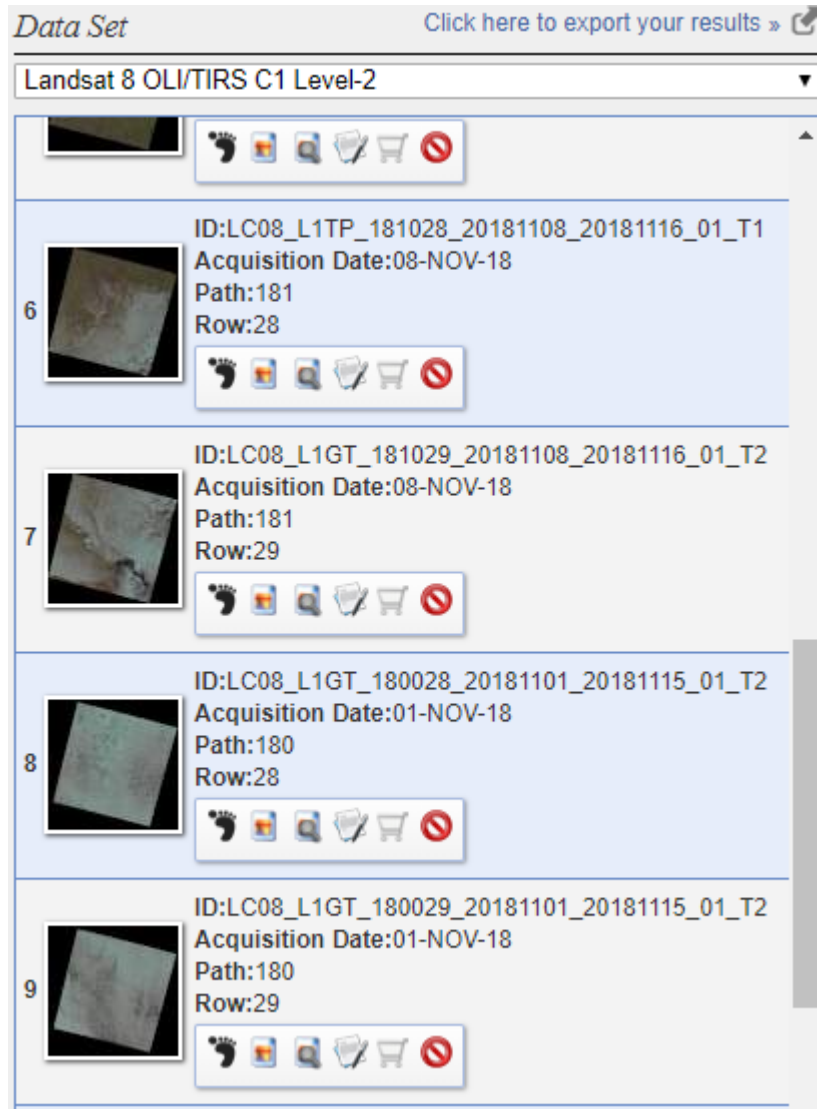 Data Set
Click here to export your results »
Landsat 8 OLI/TIRS C1 Level-2
6
ID:LC08_L1TP_181028_20181108_20181116_01_T1
Acquisition Date:08-NOV-18
Path:181
Row:28
7
ID:LC08_L1GT_181029_20181108_20181116_01_T2
Acquisition Date:08-NOV-18
Path:181
Row:29
8
ID:LC08_L1GT_180028_20181101_20181115_01_T2
Acquisition Date:01-NOV-18
Path:180
Row:28
9
ID:LC08_L1GT_180029_20181101_20181115_01_T2
Acquisition Date:01-NOV-18
Path:180
Row:29